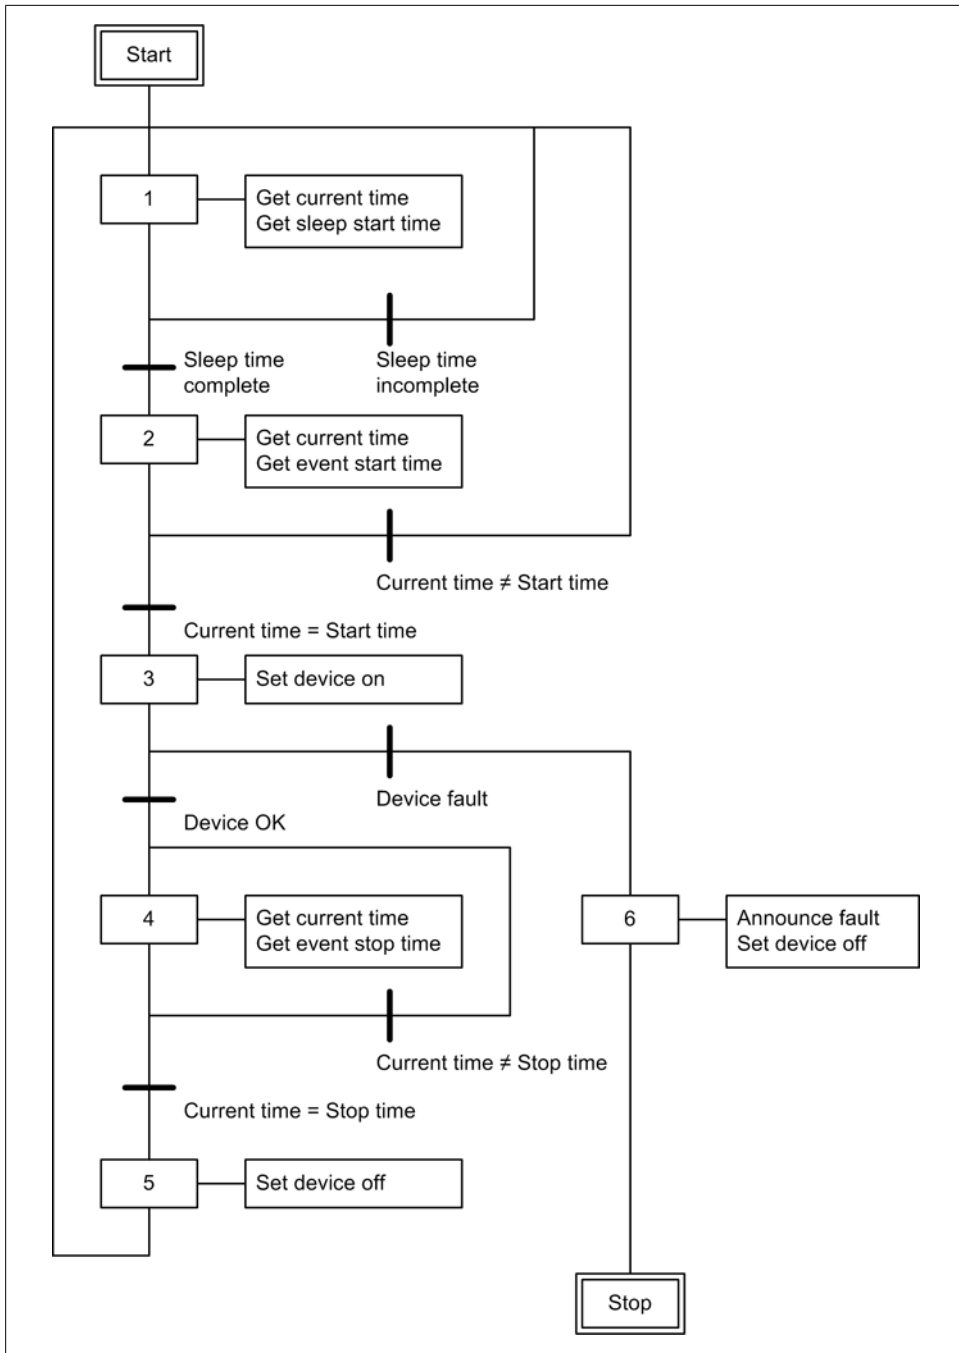 Start
1
Get current time
Get sleep start time
Sleep time
complete
Sleep time
incomplete
2
Get current time
Get event start time
Current time ≠ Start time
Current time = Start time
3
Set device on
Device fault
Device OK
4
Get current time
Get event stop time
6
Announce fault
Set device off
Current time ≠ Stop time
Current time = Stop time
5
Set device off
Stop